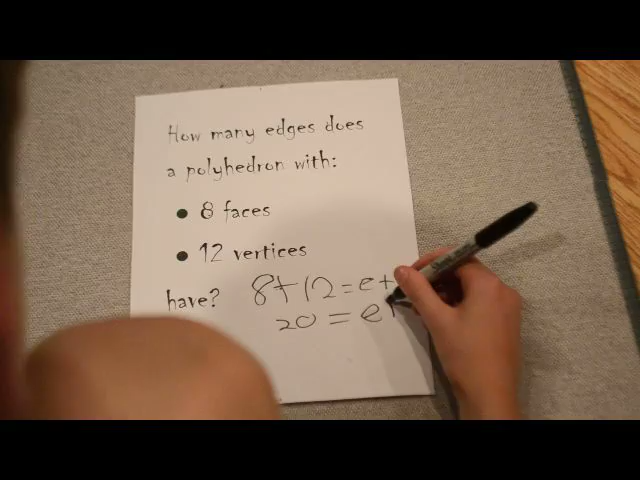 How many edges does
a polyhedron with:
• 8 faces
• 12 vertices
have?
8+12=e+
20=e